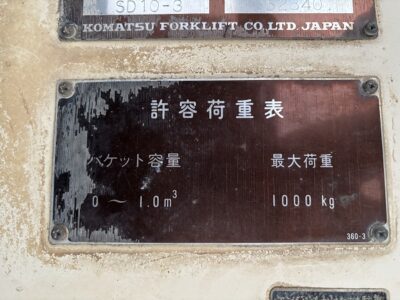 SD10-3
KOMATSU FORKLIFT CO.,LTD. JAPAN
許容荷重表
バケット容量 最大荷重
0 ～ 1.0m³ 1000 kg
360-3